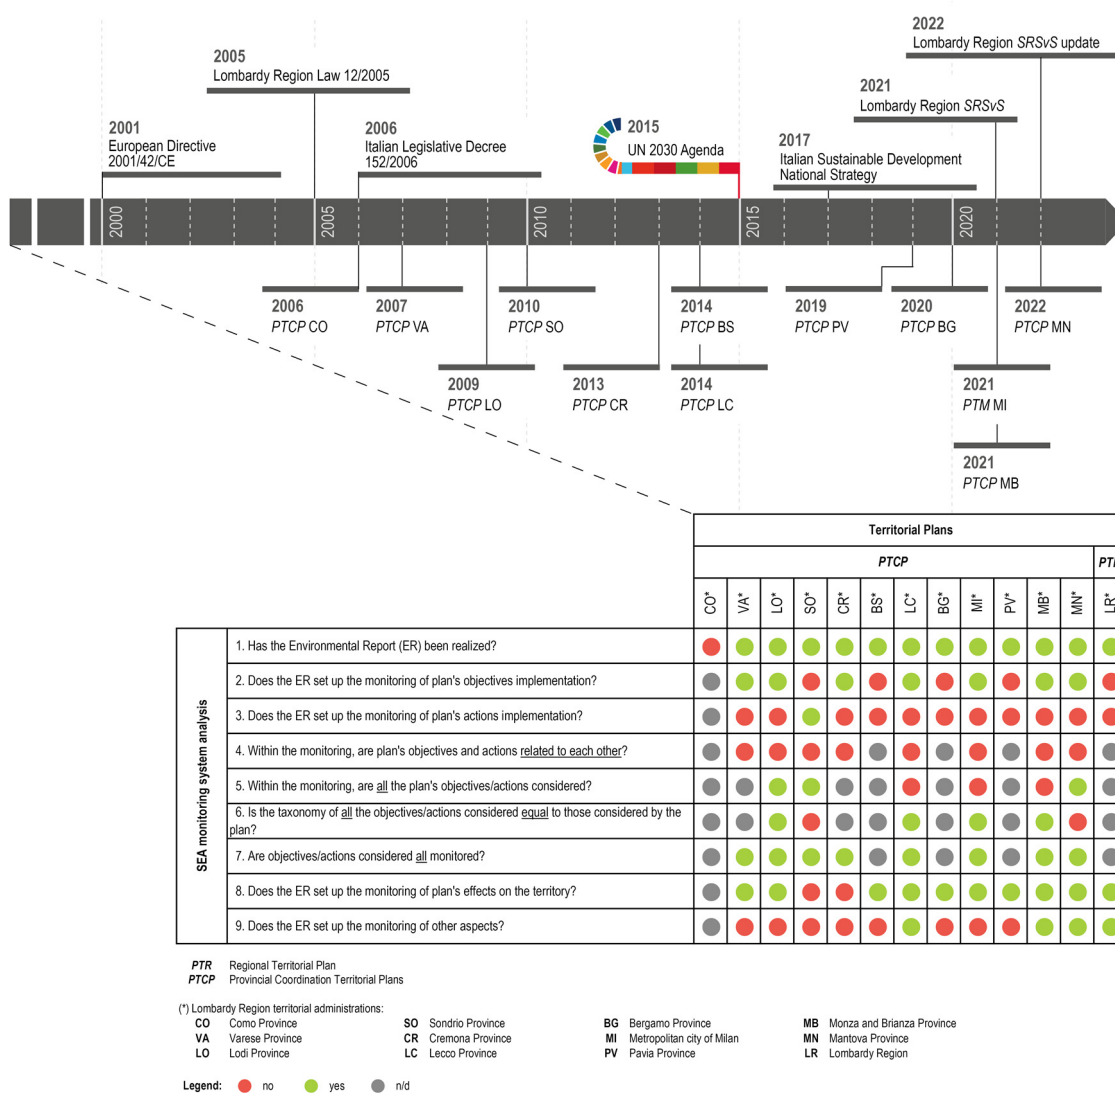 2022
Lombardy Region SRSvS update
2005
Lombardy Region Law 12/2005
2021
Lombardy Region SRSvS
2001
European Directive
2001/42/CE
2006
Italian Legislative Decree
152/2006
2015
UN 2030 Agenda
2017
Italian Sustainable Development
National Strategy
2000
2005
2010
2015
2020
2006
PTCP CO
2007
PTCP VA
2010
PTCP SO
2014
PTCP BS
2019
PTCP PV
2020
PTCP BG
2022
PTCP MN
2009
PTCP LO
2013
PTCP CR
2014
PTCP LC
2021
PTM MI
2021
PTCP MB
Territorial Plans
PTCP
CO*
VA*
LO*
SO*
CR*
BS*
LC*
BG*
MI*
PV*
MB*
MN*
LR*
SEA monitoring system analysis
1. Has the Environmental Report (ER) been realized?
2. Does the ER set up the monitoring of plan's objectives implementation?
3. Does the ER set up the monitoring of plan's actions implementation?
4. Within the monitoring, are plan's objectives and actions related to each other?
5. Within the monitoring, are all the plan's objectives/actions considered?
6. Is the taxonomy of all the objectives/actions considered equal to those considered by the
plan?
7. Are objectives/actions considered all monitored?
8. Does the ER set up the monitoring of plan's effects on the territory?
9. Does the ER set up the monitoring of other aspects?
PTR Regional Territorial Plan
PTCP Provincial Coordination Territorial Plans
(*) Lombardy Region territorial administrations:
CO Como Province
VA Varese Province
LO Lodi Province
SO Sondrio Province
CR Cremona Province
LC Lecco Province
BG Bergamo Province
MI Metropolitan city of Milan
PV Pavia Province
MB Monza and Brianza Province
MN Mantova Province
LR Lombardy Region
Legend: no yes n/d